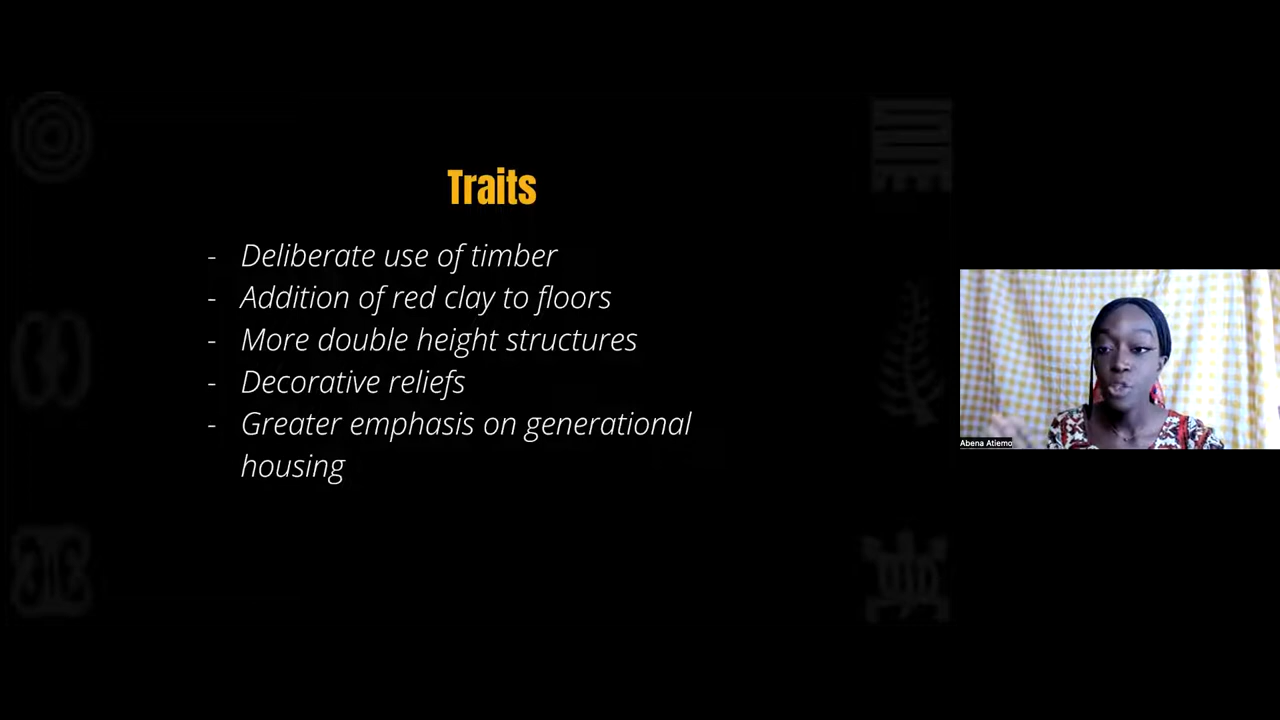 Traits
- Deliberate use of timber
- Addition of red clay to floors
- More double height structures
- Decorative reliefs
- Greater emphasis on generational
housing
Abena Atiemo